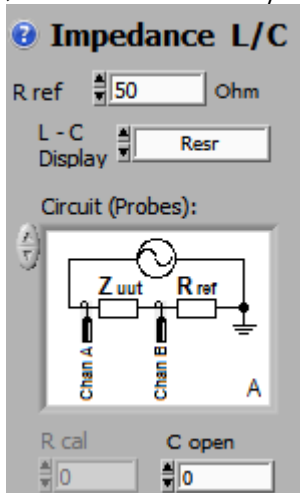 Impedance L/C
R ref 50 Ohm
L - C
Display Resr
Circuit (Probes):
Z uut R ref
Chan A Chan B A
R cal C open
0 0